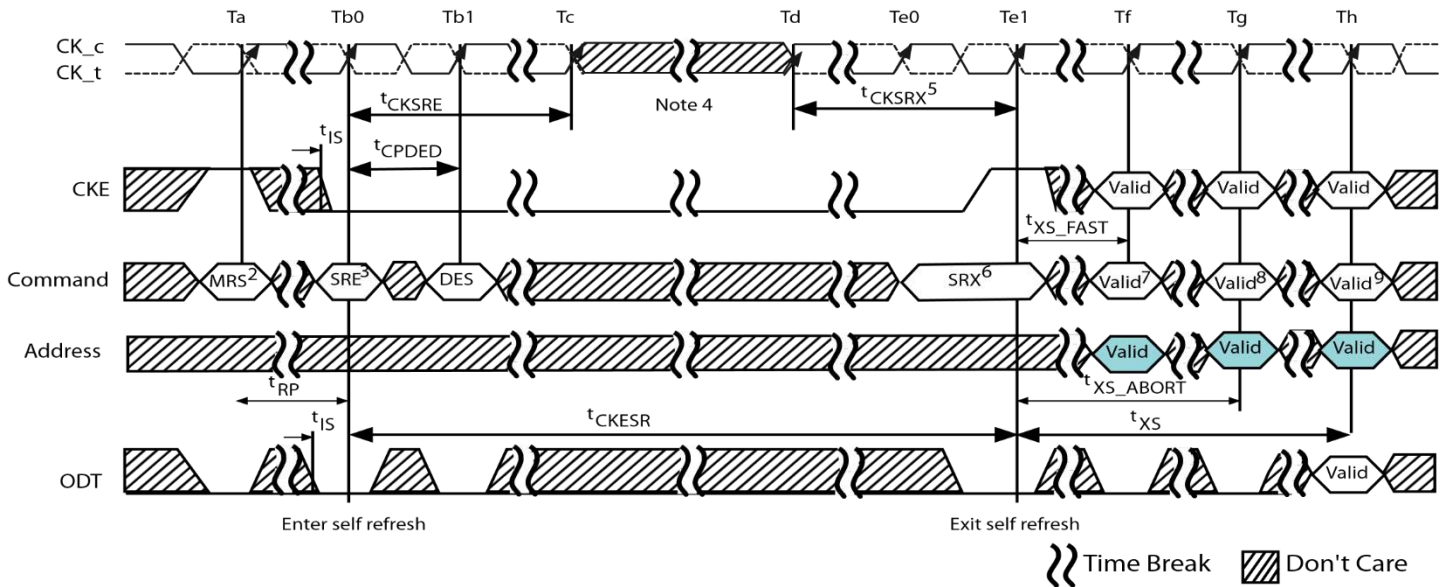 Ta Tb0 Tb1 Tc Td Te0 Te1 Tf Tg Th
CK_c
CK_t
tCKSRE Note 4 tCKSRX5
tIS
tCPDED
CKE Valid Valid Valid
tXS_FAST
Command MRS2 SRE3 DES SRX6 Valid7 Valid8 Valid9
Address Valid Valid Valid
tRP tXS_ABORT
tIS tCKESR tXS
ODT Valid
Enter self refresh Exit self refresh
Time Break Don't Care